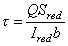 τ = QS_red / I_red b